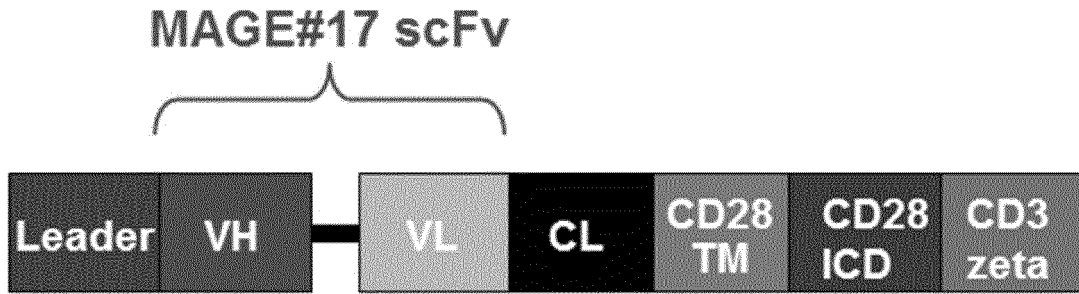 MAGE#17 scFv
Leader
VH
VL
CL
CD28
TM
CD28
ICD
CD3
zeta